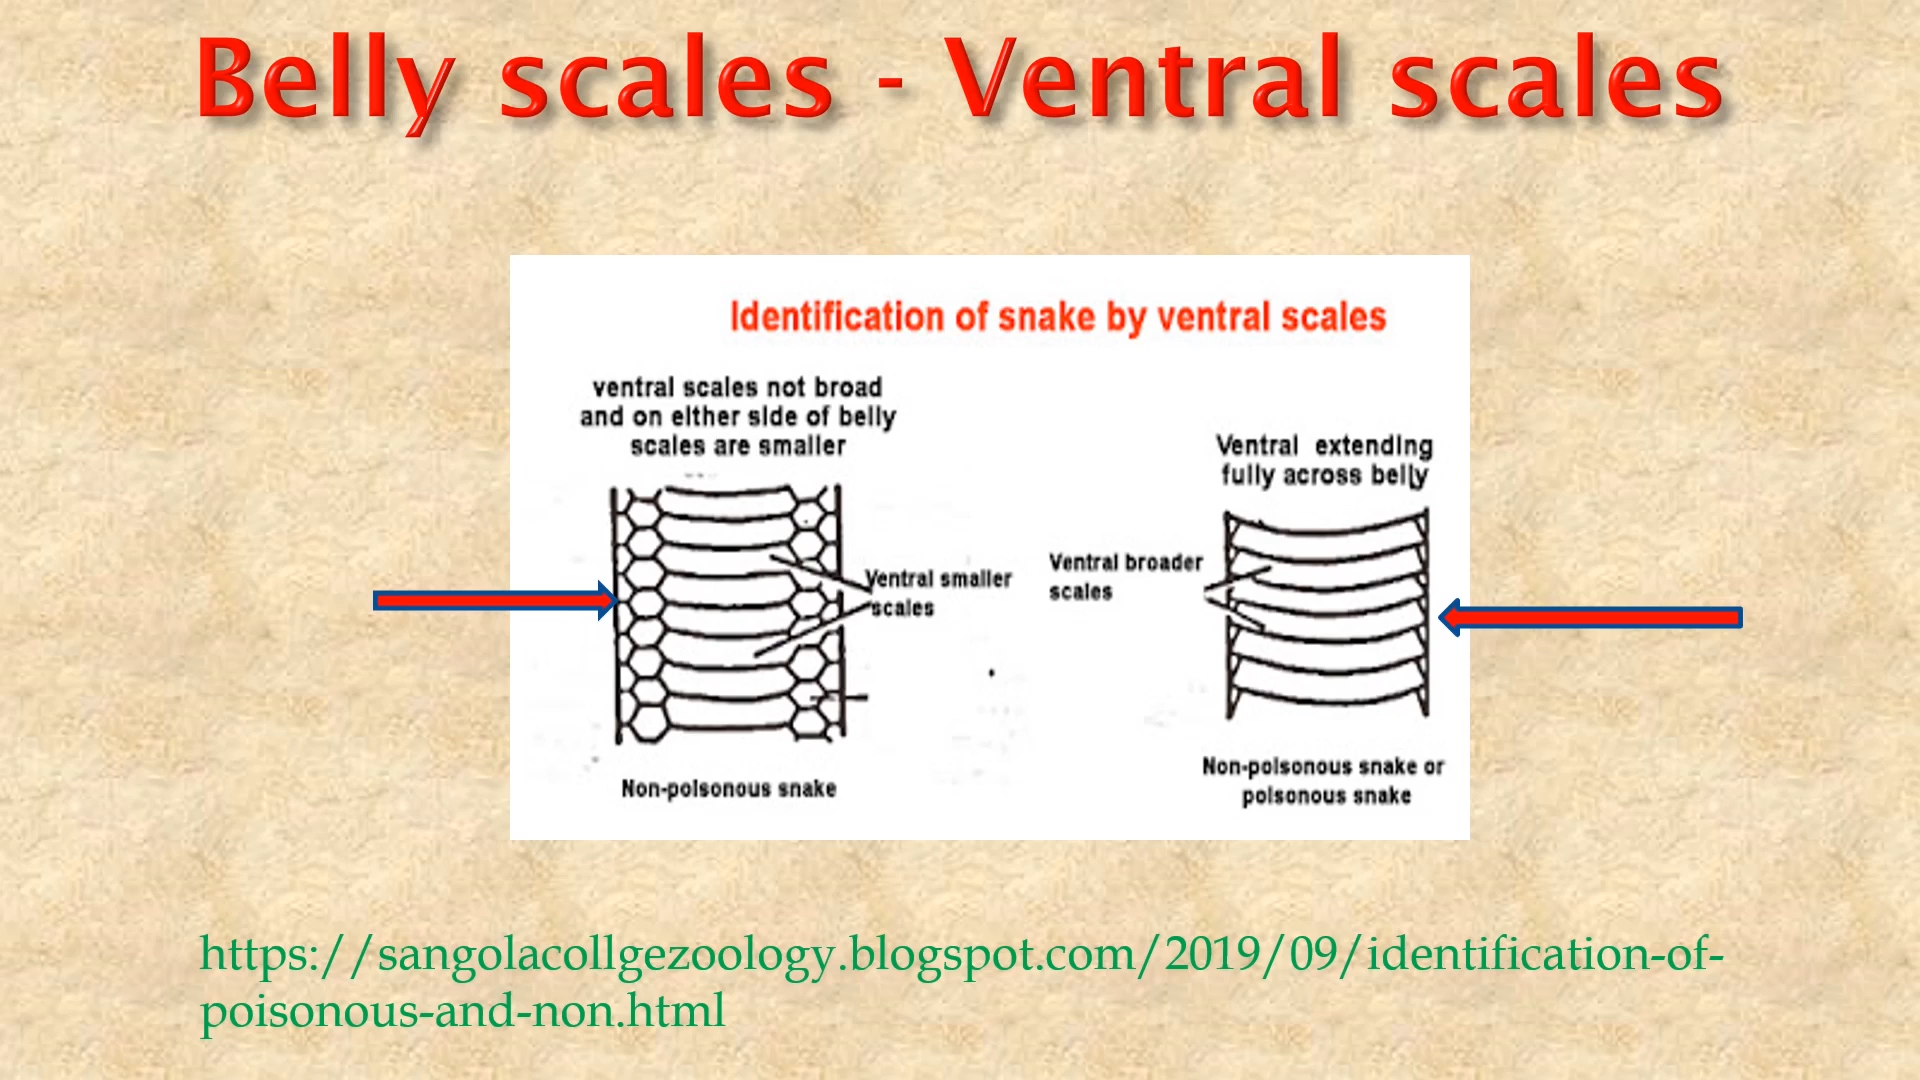 Belly scales - Ventral scales
Identification of snake by ventral scales
ventral scales not broad
and on either side of belly
scales are smaller
Ventral smaller
scales
Non-poisonous snake
Ventral extending
fully across belly
Ventral broader
scales
Non-poisonous snake or
poisonous snake
https://sangolacollgezoology.blogspot.com/2019/09/identification-of-
poisonous-and-non.html